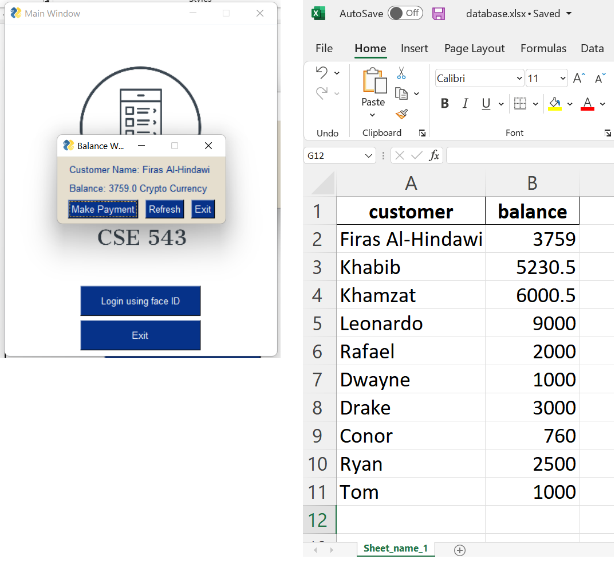 Main Window
Balance W...
Customer Name: Firas Al-Hindawi
Balance: 3759.0 Crypto Currency
Make Payment Refresh Exit
CSE 543
Login using face ID
Exit
AutoSave Off database.xlsx • Saved
File Home Insert Page Layout Formulas Data
Calibri 11 A A
Paste B I U A
Undo Clipboard Font
G12 fx
A B
1 customer balance
2 Firas Al-Hindawi 3759
3 Khabib 5230.5
4 Khamzat 6000.5
5 Leonardo 9000
6 Rafael 2000
7 Dwayne 1000
8 Drake 3000
9 Conor 760
10 Ryan 2500
11 Tom 1000
12
Sheet_name_1